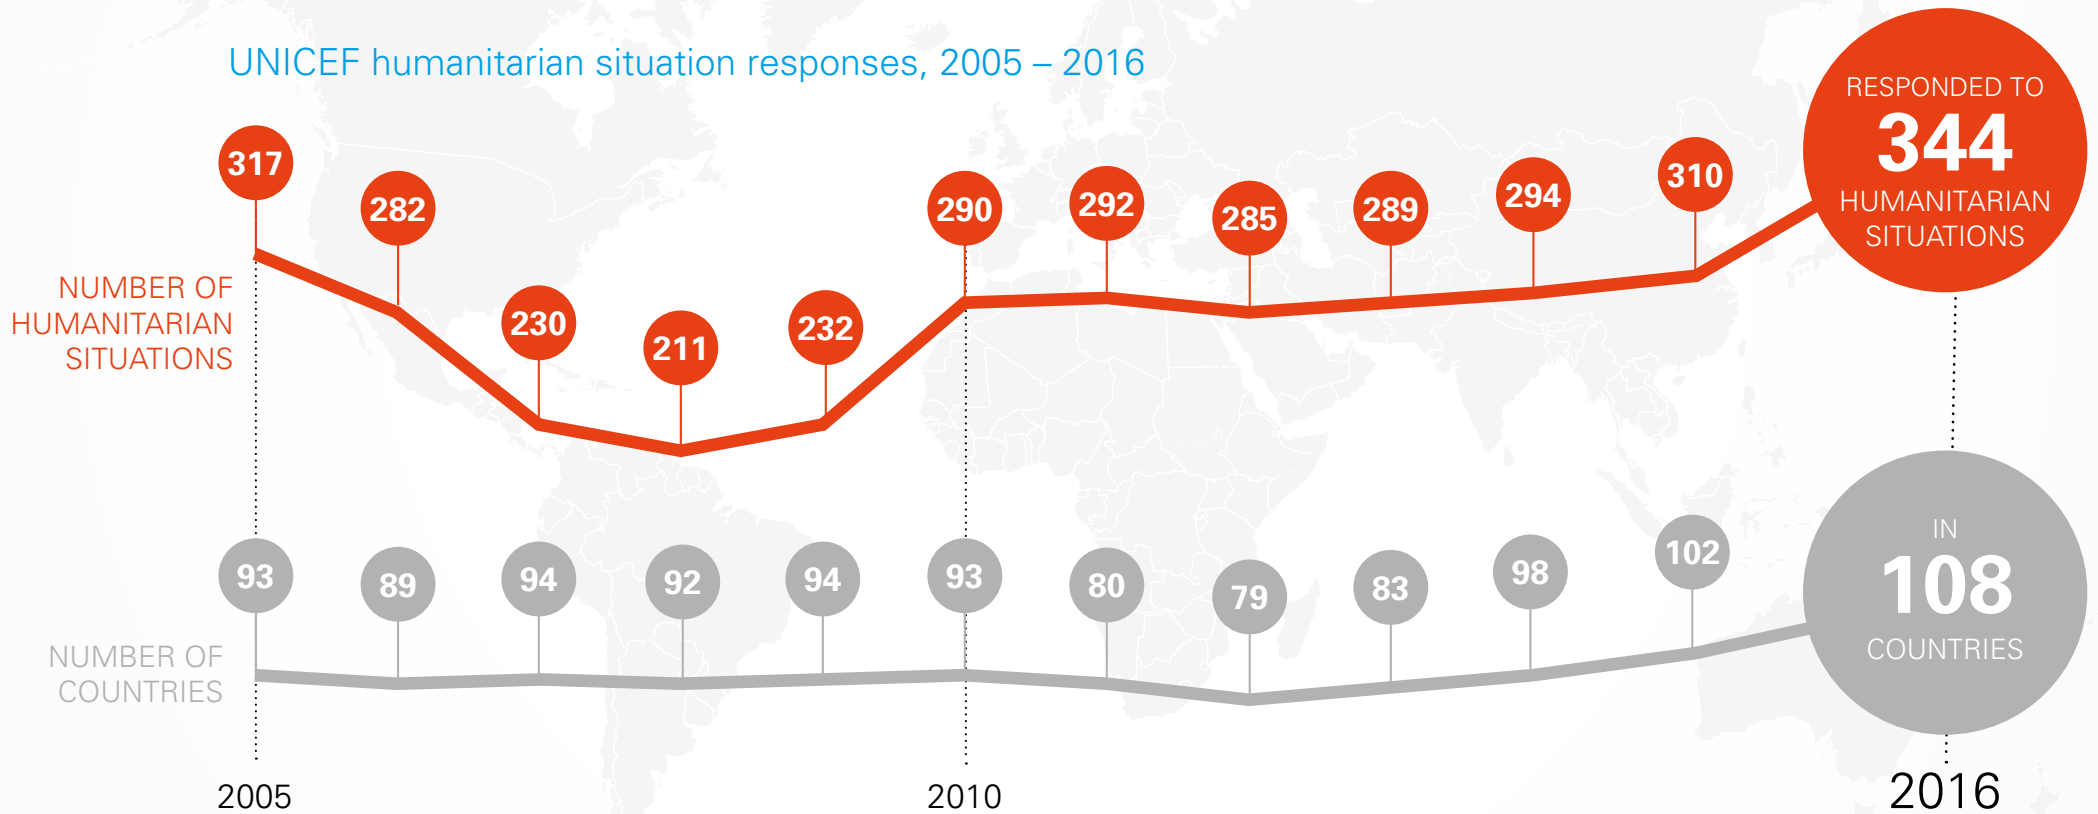 UNICEF humanitarian situation responses, 2005 – 2016
RESPONDED TO
344
HUMANITARIAN
SITUATIONS
317
282
230
211
232
290
292
285
289
294
310
NUMBER OF
HUMANITARIAN
SITUATIONS
93
89
94
92
94
93
80
79
83
98
102
IN
108
COUNTRIES
NUMBER OF
COUNTRIES
2005
2010
2016